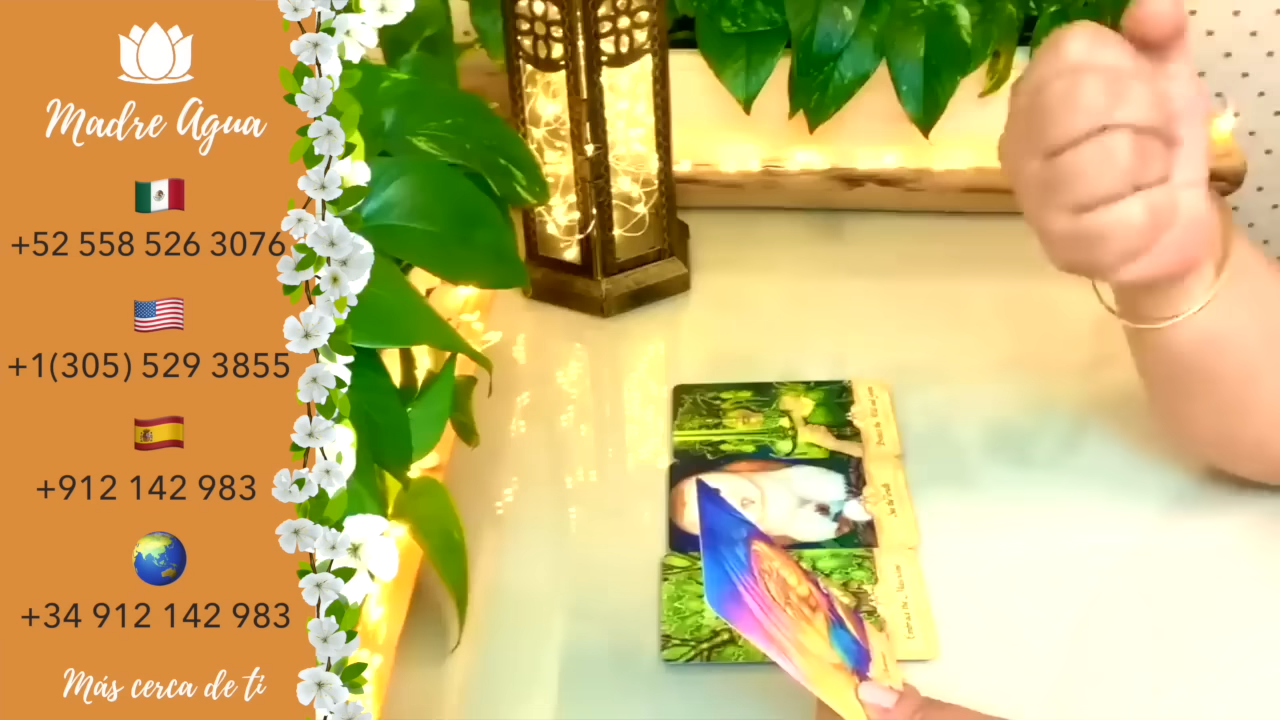 Madre Agua
+52 558 526 3076
+1(305) 529 3855
+912 142 983
+34 912 142 983
Más cerca de tí